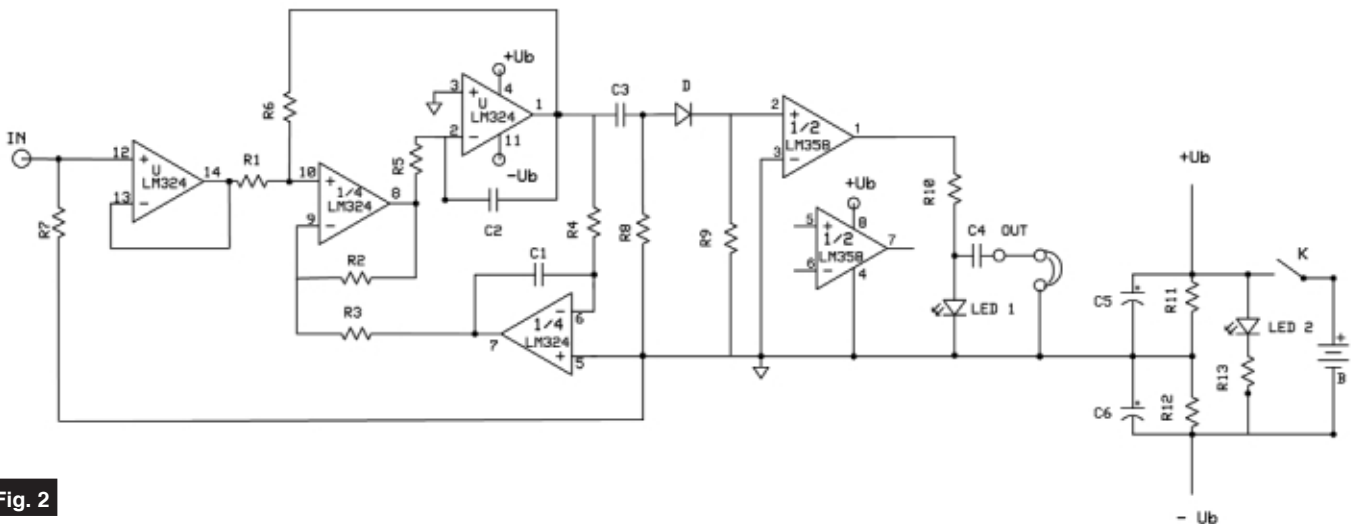 +Ub
3
+
4
U
LM324
1
2
-
11
-Ub
R6
IN
12
+
U
LM324
14
13
-
R1
10
+
1/4
LM324
8
9
-
R5
C2
R7
R2
R3
C1
R4
6
-
1/4
LM324
7
+
5
C3
R8
D
R9
2
+
1/2
LM358
1
3
-
+Ub
8
5
+
1/2
LM358
7
6
-
4
R10
C4
OUT
LED 1
+Ub
C5
+
R11
K
LED 2
R13
+
B
C6
+
R12
- Ub
Fig. 2